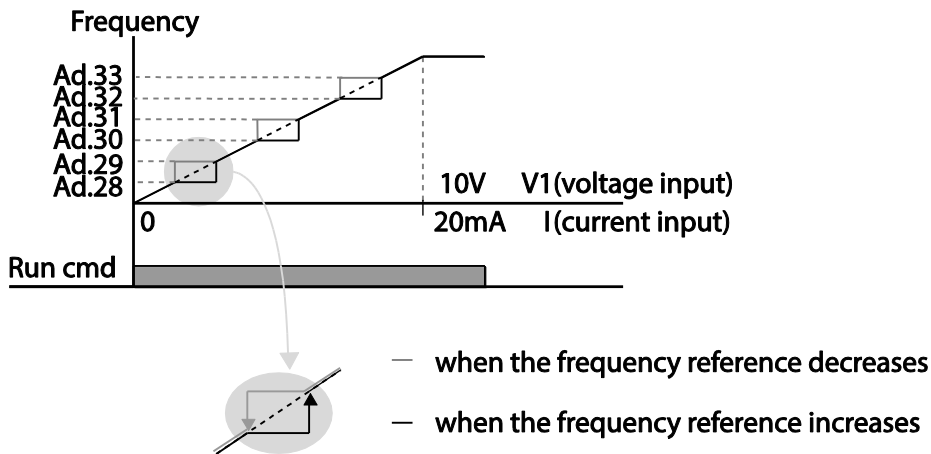 Frequency
Ad.33
Ad.32
Ad.31
Ad.30
Ad.29
Ad.28
10V V1(voltage input)
0 20mA I(current input)
Run cmd
when the frequency reference decreases
when the frequency reference increases